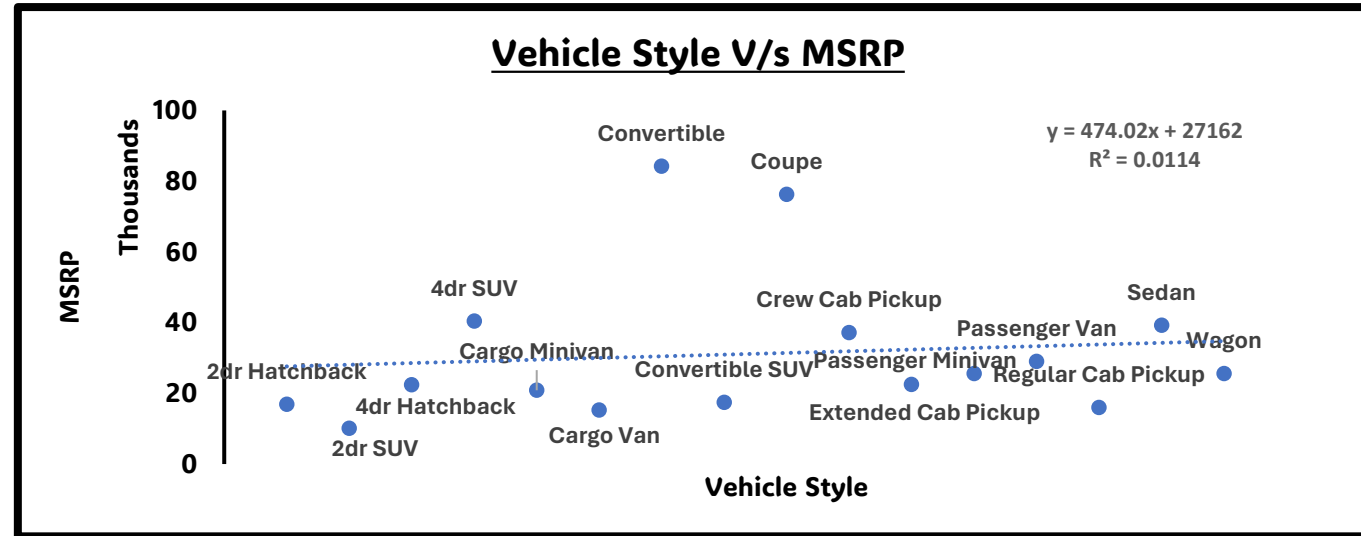 Vehicle Style V/s MSRP
MSRP
Thousands
100
80
60
40
20
0
y = 474.02x + 27162
R² = 0.0114
Convertible
Coupe
4dr SUV
Crew Cab Pickup
Sedan
Passenger Van
Wagon
Cargo Minivan
2dr Hatchback
Convertible SUV
Passenger Minivan
Regular Cab Pickup
4dr Hatchback
Extended Cab Pickup
Cargo Van
2dr SUV
Vehicle Style